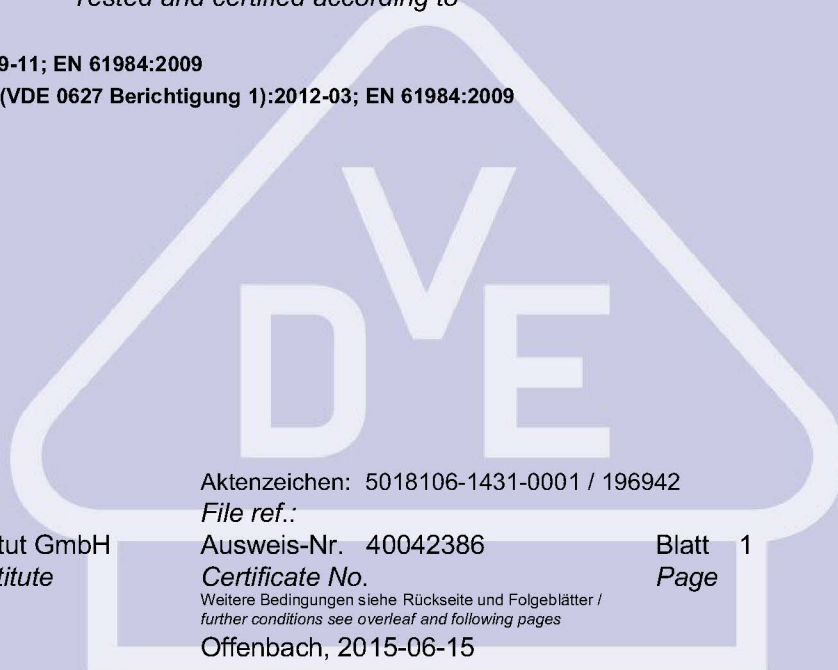 Tested and certified according to
9-11; EN 61984:2009
(VDE 0627 Berichtigung 1):2012-03; EN 61984:2009
VDE
Aktenzeichen: 5018106-1431-0001 / 196942
File ref.:
tut GmbH Ausweis-Nr. 40042386 Blatt 1
titute Certificate No. Page
Weitere Bedingungen siehe Rückseite und Folgeblätter /
further conditions see overleaf and following pages
Offenbach, 2015-06-15